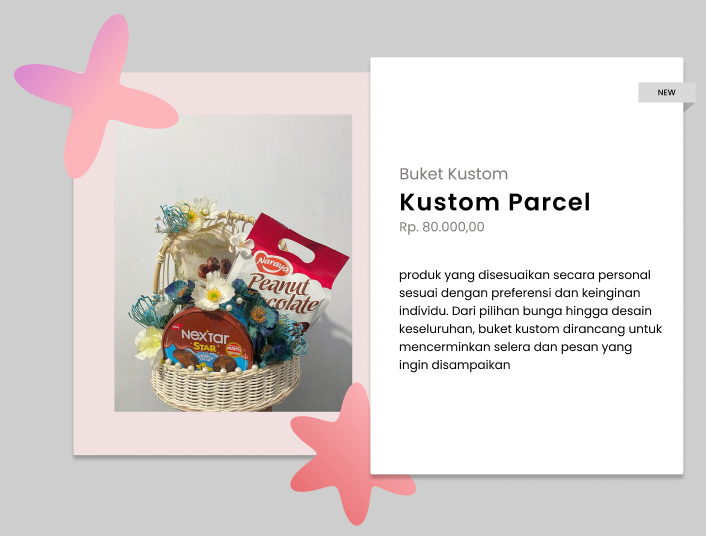 NEW
Buket Kustom
Kustom Parcel
Rp. 80.000,00
produk yang disesuaikan secara personal
sesuai dengan preferensi dan keinginan
individu. Dari pilihan bunga hingga desain
keseluruhan, buket kustom dirancang untuk
mencerminkan selera dan pesan yang
ingin disampaikan
Naraya
Peanut
Chocolate
NEXTAR
STAR